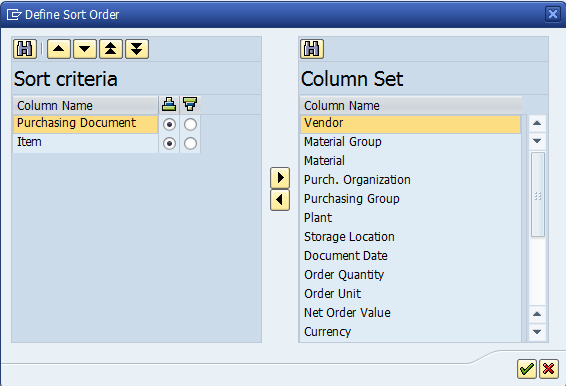 Define Sort Order
Sort criteria
Column Name
Purchasing Document
Item
Column Set
Column Name
Vendor
Material Group
Material
Purch. Organization
Purchasing Group
Plant
Storage Location
Document Date
Order Quantity
Order Unit
Net Order Value
Currency